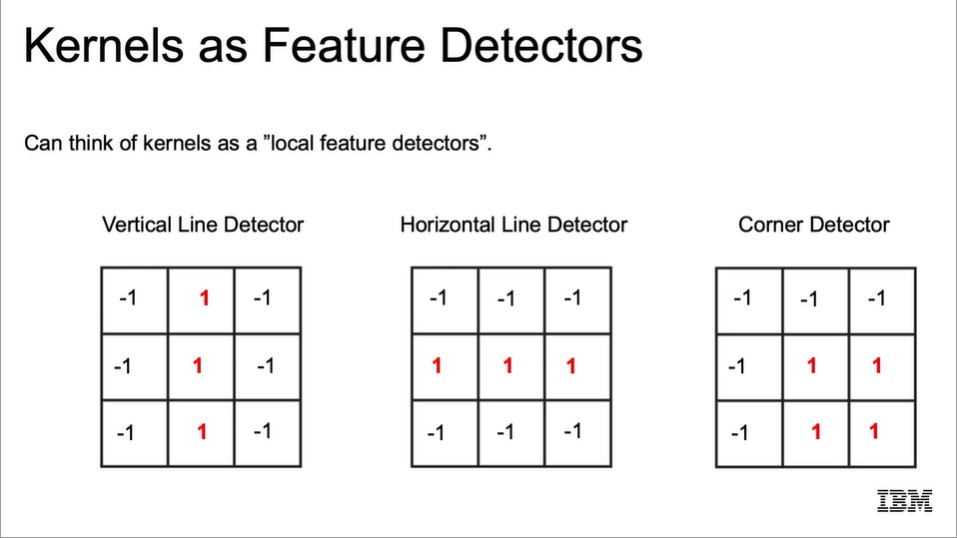 Kernels as Feature Detectors
Can think of kernels as a ”local feature detectors”.
Vertical Line Detector
-1 1 -1
-1 1 -1
-1 1 -1
Horizontal Line Detector
-1 -1 -1
1 1 1
-1 -1 -1
Corner Detector
-1 -1 -1
-1 1 1
-1 1 1
IBM